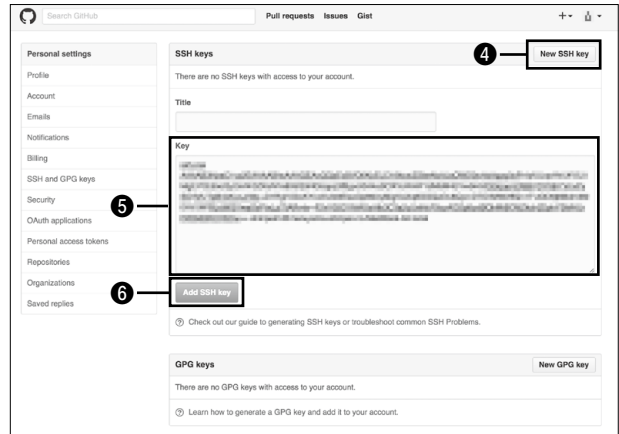 Search GitHub
Pull requests Issues Gist
Personal settings
Profile
Account
Emails
Notifications
Billing
SSH and GPG keys
Security
OAuth applications
Personal access tokens
Repositories
Organizations
Saved replies
SSH keys
4
New SSH key
There are no SSH keys with access to your account.
Title
Key
5
6
Add SSH key
Check out our guide to generating SSH keys or troubleshoot common SSH Problems.
GPG keys
New GPG key
There are no GPG keys with access to your account.
Learn how to generate a GPG key and add it to your account.